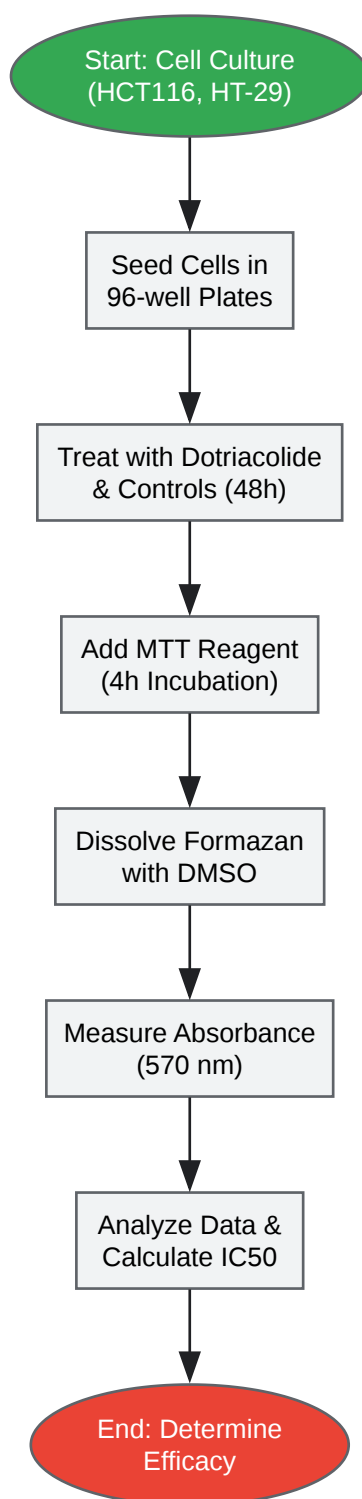 Start: Cell Culture
(HCT116, HT-29)
Seed Cells in
96-well Plates
Treat with Dotriacolide
& Controls (48h)
Add MTT Reagent
(4h Incubation)
Dissolve Formazan
with DMSO
Measure Absorbance
(570 nm)
Analyze Data &
Calculate IC50
End: Determine
Efficacy